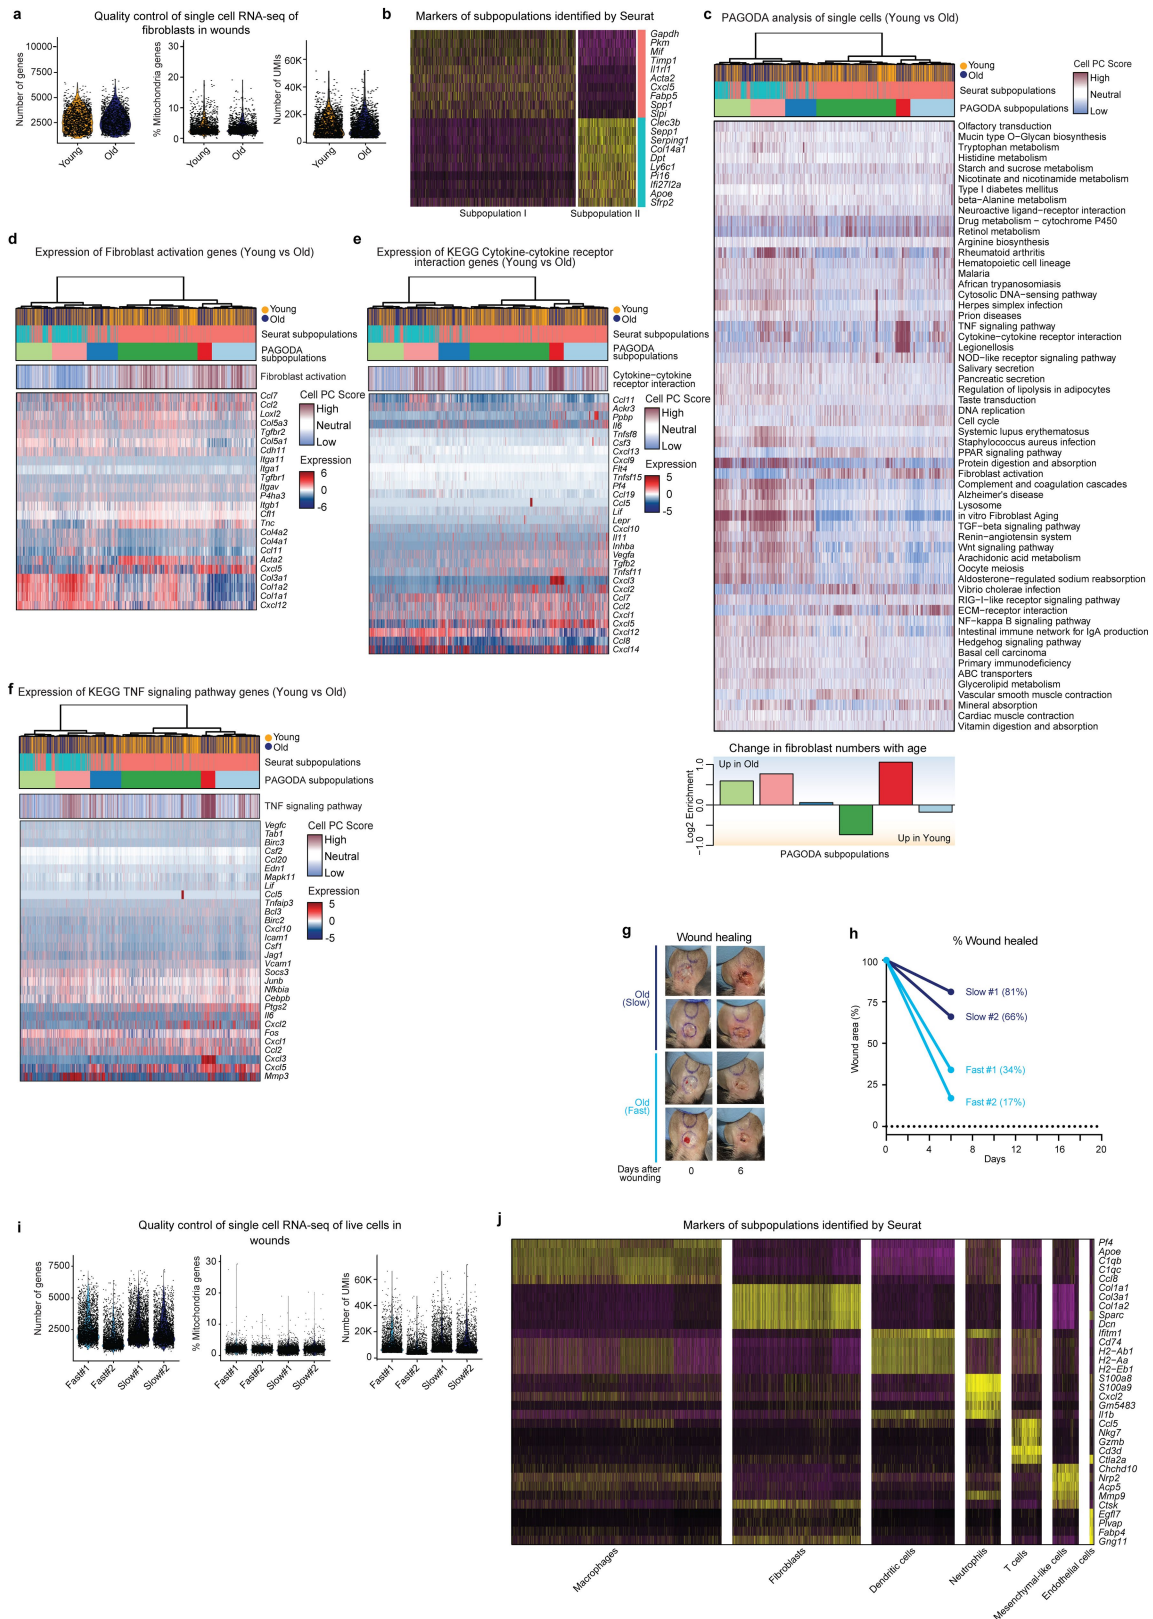 a
Quality control of single cell RNA-seq of
fibroblasts in wounds
Number of genes
10000
7500
5000
2500
Young
Old
% Mitochondria genes
30
20
10
0
Young
Old
Number of UMIs
60K
40K
20K
0
Young
Old
b
Markers of subpopulations identified by Seurat
Gapdh
Pkm
Mif
Timp1
Il1rl1
Acta2
Cxcl5
Fabp5
Spp1
Slpi
Clec3b
Sepp1
Serping1
Col14a1
Dpt
Ly6c1
Pi16
Ifi27l2a
Apoe
Sfrp2
Subpopulation I
Subpopulation II
c
PAGODA analysis of single cells (Young vs Old)
Young
Old
Seurat subpopulations
PAGODA subpopulations
Cell PC Score
High
Neutral
Low
Olfactory transduction
Mucin type O−Glycan biosynthesis
Tryptophan metabolism
Histidine metabolism
Starch and sucrose metabolism
Nicotinate and nicotinamide metabolism
Type I diabetes mellitus
beta−Alanine metabolism
Neuroactive ligand−receptor interaction
Drug metabolism − cytochrome P450
Retinol metabolism
Arginine biosynthesis
Rheumatoid arthritis
Hematopoietic cell lineage
Malaria
African trypanosomiasis
Cytosolic DNA−sensing pathway
Herpes simplex infection
Prion diseases
TNF signaling pathway
Cytokine−cytokine receptor interaction
Legionellosis
NOD−like receptor signaling pathway
Salivary secretion
Pancreatic secretion
Regulation of lipolysis in adipocytes
Taste transduction
DNA replication
Cell cycle
Systemic lupus erythematosus
Staphylococcus aureus infection
PPAR signaling pathway
Protein digestion and absorption
Fibroblast activation
Complement and coagulation cascades
Alzheimer's disease
Lysosome
in vitro Fibroblast Aging
TGF−beta signaling pathway
Renin−angiotensin system
Wnt signaling pathway
Arachidonic acid metabolism
Oocyte meiosis
Aldosterone−regulated sodium reabsorption
Vibrio cholerae infection
RIG−I−like receptor signaling pathway
ECM−receptor interaction
NF−kappa B signaling pathway
Intestinal immune network for IgA production
Hedgehog signaling pathway
Basal cell carcinoma
Primary immunodeficiency
ABC transporters
Glycerolipid metabolism
Vascular smooth muscle contraction
Mineral absorption
Cardiac muscle contraction
Vitamin digestion and absorption
Change in fibroblast numbers with age
Log2 Enrichment
1.0
0.0
−1.0
Up in Old
Up in Young
PAGODA subpopulations
d
Expression of Fibroblast activation genes (Young vs Old)
Young
Old
Seurat subpopulations
PAGODA
subpopulations
Fibroblast activation
Cell PC Score
High
Neutral
Low
Expression
6
0
-6
Ccl7
Ccl2
Loxl2
Col5a3
Tgfbr2
Col5a1
Cdh11
Itga11
Itga1
Tgfbr1
Itgav
P4ha3
Itgb1
Cfl1
Tnc
Col4a2
Col4a1
Ccl11
Acta2
Cxcl5
Col3a1
Col1a2
Col1a1
Cxcl12
e
Expression of KEGG Cytokine-cytokine receptor
interaction genes (Young vs Old)
Young
Old
Seurat subpopulations
PAGODA
subpopulations
Cytokine−cytokine
receptor interaction
Cell PC Score
High
Neutral
Low
Expression
5
0
-5
Ccl11
Ackr3
Ppbp
Il6
Tnfsf8
Csf3
Cxcl13
Cxcl9
Flt4
Tnfsf15
Pf4
Ccl19
Ccl5
Lif
Lepr
Cxcl10
Il11
Inhba
Vegfa
Tgfb2
Tnfsf11
Cxcl3
Cxcl2
Ccl7
Ccl2
Cxcl1
Cxcl5
Cxcl12
Ccl8
Cxcl14
f
Expression of KEGG TNF signaling pathway genes (Young vs Old)
Young
Old
Seurat subpopulations
PAGODA subpopulations
TNF signaling pathway
Cell PC Score
High
Neutral
Low
Expression
5
0
-5
Vegfc
Tab1
Birc3
Csf2
Ccl20
Edn1
Mapk11
Lif
Ccl5
Tnfaip3
Bcl3
Birc2
Cxcl10
Icam1
Csf1
Jag1
Vcam1
Socs3
Junb
Nfkbia
Cebpb
Ptgs2
Il6
Cxcl2
Fos
Cxcl1
Ccl2
Cxcl3
Cxcl5
Mmp3
g
Wound healing
Old
(Slow)
Old
(Fast)
Days after
wounding
0
6
h
% Wound healed
Wound area (%)
100
75
50
25
0
Slow #1 (81%)
Slow #2 (66%)
Fast #1 (34%)
Fast #2 (17%)
0 4 8 12 16 20
Days
i
Quality control of single cell RNA-seq of live cells in
wounds
Number of genes
7500
5000
2500
Fast#1
Fast#2
Slow#1
Slow#2
% Mitochondria genes
30
20
10
0
Fast#1
Fast#2
Slow#1
Slow#2
Number of UMIs
60K
40K
20K
0
Fast#1
Fast#2
Slow#1
Slow#2
j
Markers of subpopulations identified by Seurat
Pf4
Apoe
C1qb
C1qc
Ccl8
Col1a1
Col3a1
Col1a2
Sparc
Dcn
Ifitm1
Cd74
H2-Ab1
H2-Aa
H2-Eb1
S100a8
S100a9
Cxcl2
Gm5483
Il1b
Ccl5
Nkg7
Gzmb
Cd3d
Ctla2a
Chchd10
Nrp2
Acp5
Mmp9
Ctsk
Egfl7
Plvap
Fabp4
Gng11
Macrophages
Fibroblasts
Dendritic cells
Neutrophils
T cells
Mesenchymal-like cells
Endothelial cells